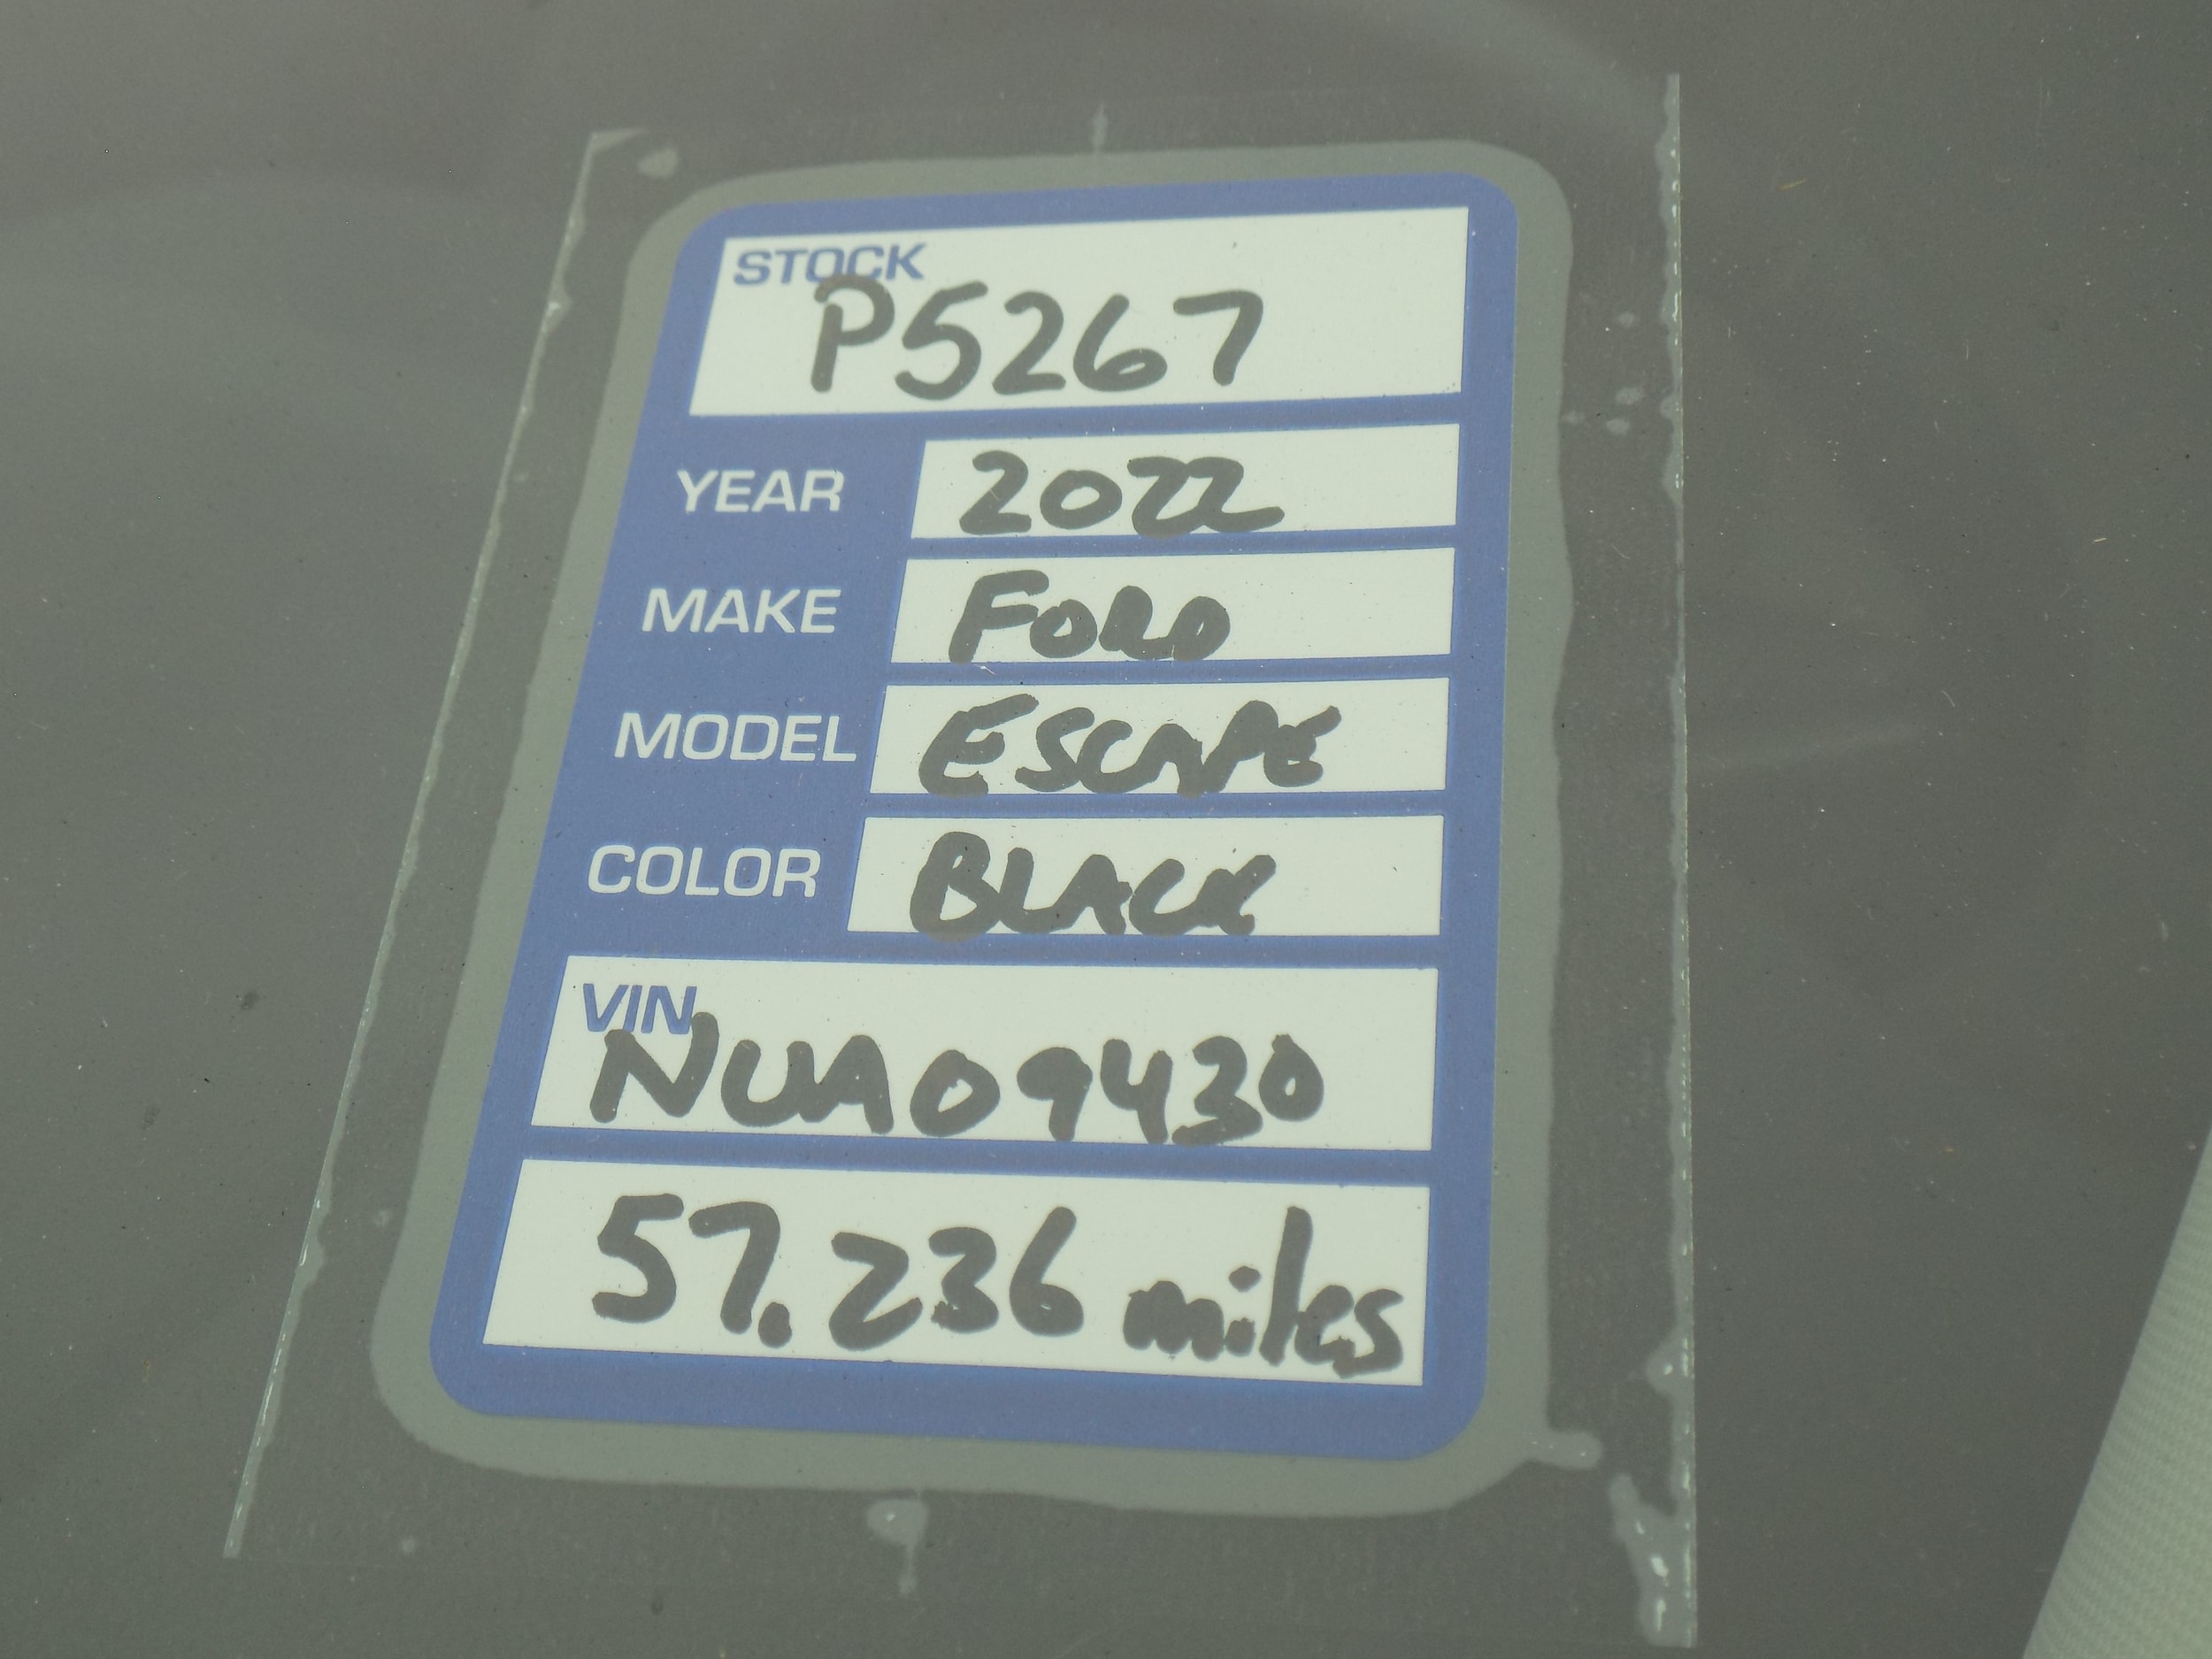 STOCK
P5267
YEAR 2022
MAKE FORD
MODEL ESCAPE
COLOR BLACK
VIN
NUA09430
57.236 miles